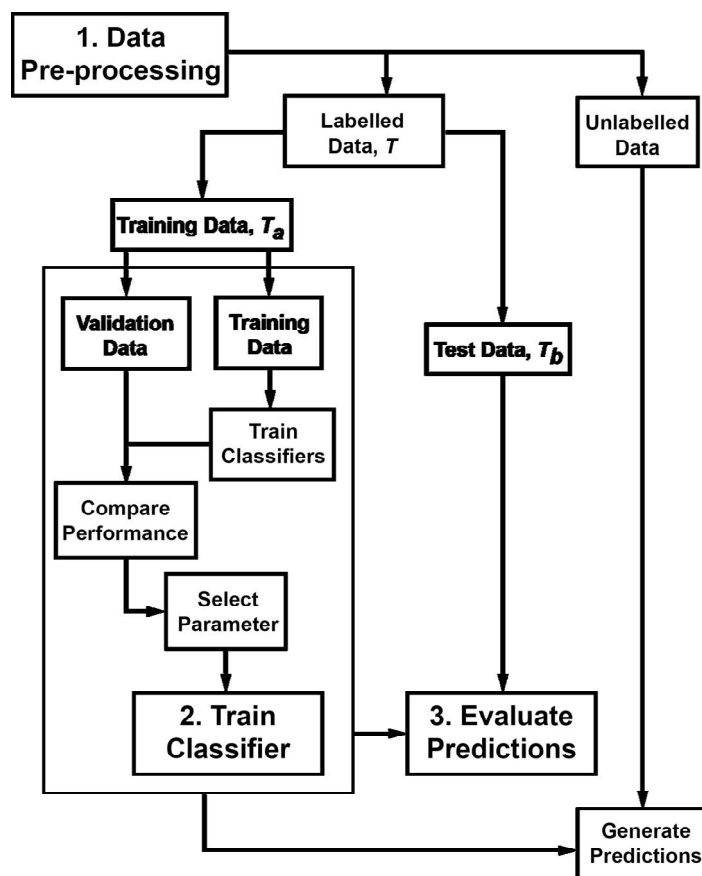 1. Data
Pre-processing
Labelled
Data, T
Unlabelled
Data
Training Data, Ta
Validation
Data
Training
Data
Test Data, Tb
Train
Classifiers
Compare
Performance
Select
Parameter
2. Train
Classifier
3. Evaluate
Predictions
Generate
Predictions